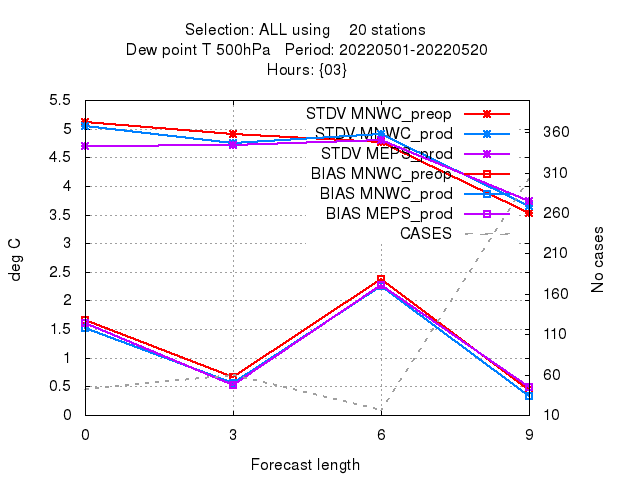 Selection: ALL using 20 stations
Dew point T 500hPa Period: 20220501-20220520
Hours: {03}
STDV MNWC_preop
STDV MNWC_prod
STDV MEPS_prod
BIAS MNWC_preop
BIAS MNWC_prod
BIAS MEPS_prod
CASES
5.5
5
4.5
4
3.5
3
2.5
2
1.5
1
0.5
0
deg C
360
310
260
210
160
110
60
10
No cases
0 3 6 9
Forecast length